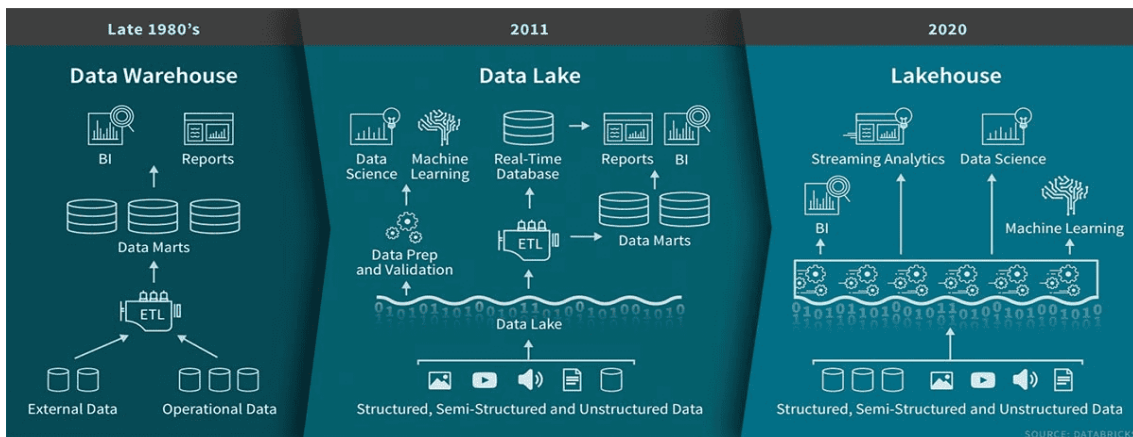 Late 1980's
Data Warehouse
BI
Reports
Data Marts
ETL
External Data
Operational Data
2011
Data Lake
Data
Science
Machine
Learning
Real-Time
Database
Reports
BI
Data Prep
and Validation
ETL
Data Marts
Data Lake
Structured, Semi-Structured and Unstructured Data
2020
Lakehouse
Streaming Analytics
Data Science
BI
Machine Learning
Structured, Semi-Structured and Unstructured Data
SOURCE: DATABRICKS